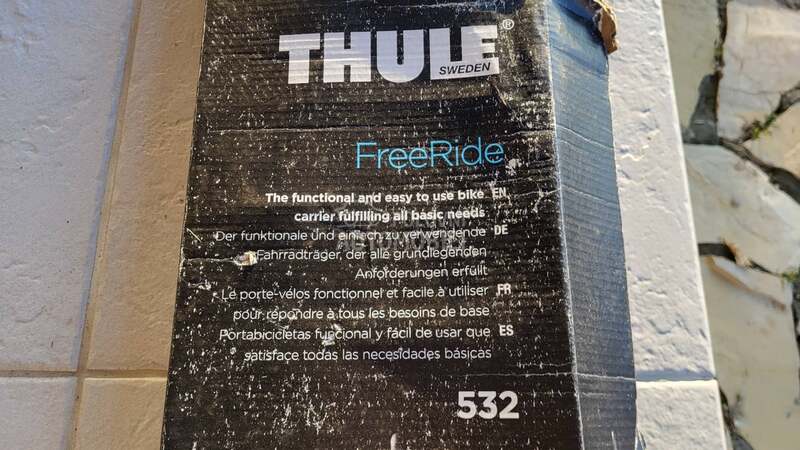 THULE®
SWEDEN
FreeRide
The functional and easy to use bike EN
carrier fulfilling all basic needs
Der funktionale und einfach zu verwendende DE
Fahrradträger, der alle grundlegenden
Anforderungen erfüllt
Le porte-vélos fonctionnel et facile à utiliser FR
pour répondre à tous les besoins de base
Portabicicletas funcional y fácil de usar que ES
satisface todas las necesidades básicas
532